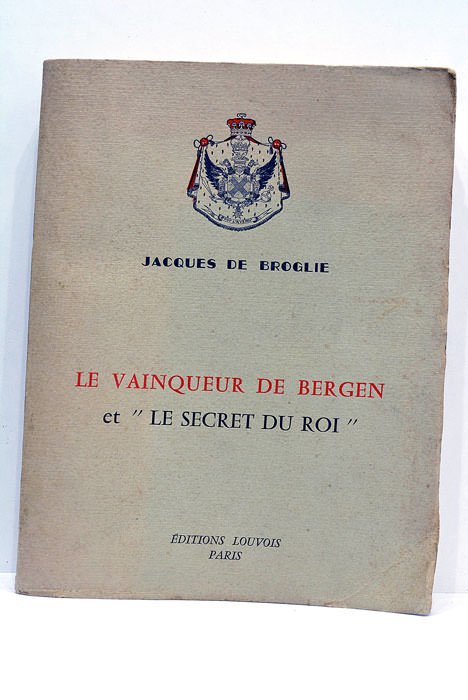 JACQUES DE BROGLIE
LE VAINQUEUR DE BERGEN
et " LE SECRET DU ROI "
ÉDITIONS LOUVOIS
PARIS